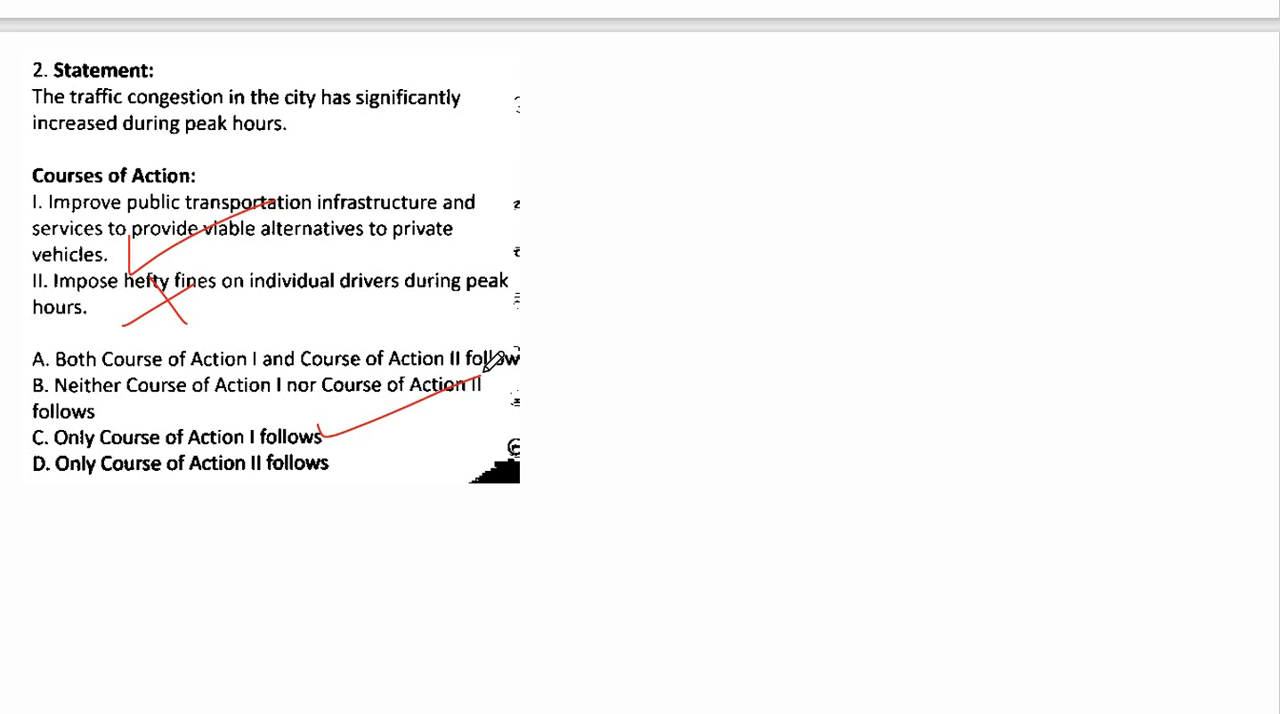 2. Statement:
The traffic congestion in the city has significantly
increased during peak hours.
Courses of Action:
I. Improve public transportation infrastructure and
services to provide viable alternatives to private
vehicles.
II. Impose hefty fines on individual drivers during peak
hours.
A. Both Course of Action I and Course of Action II follow
B. Neither Course of Action I nor Course of Action II
follows
C. Only Course of Action I follows
D. Only Course of Action II follows